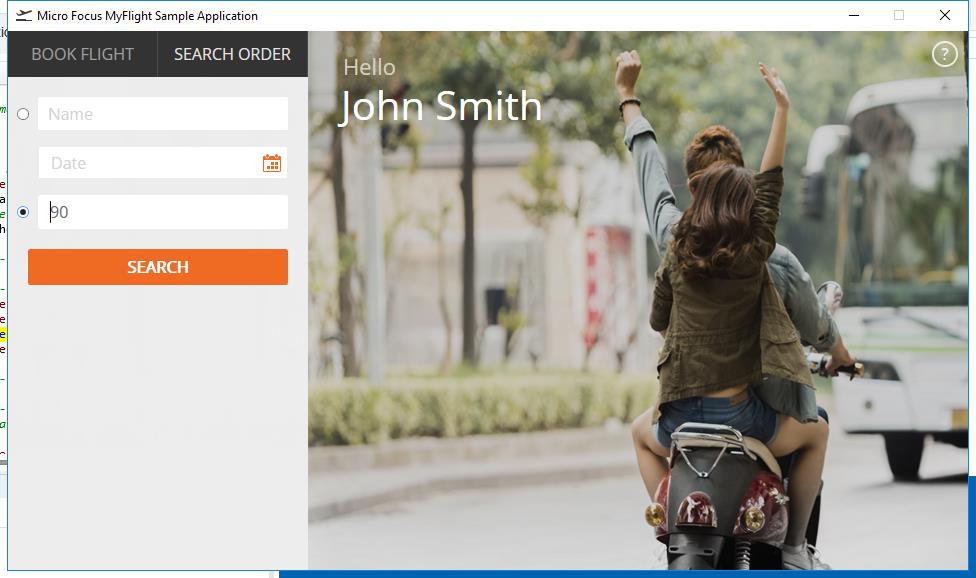 Micro Focus MyFlight Sample Application
BOOK FLIGHT
SEARCH ORDER
Name
Date
90
SEARCH
Hello
John Smith
?